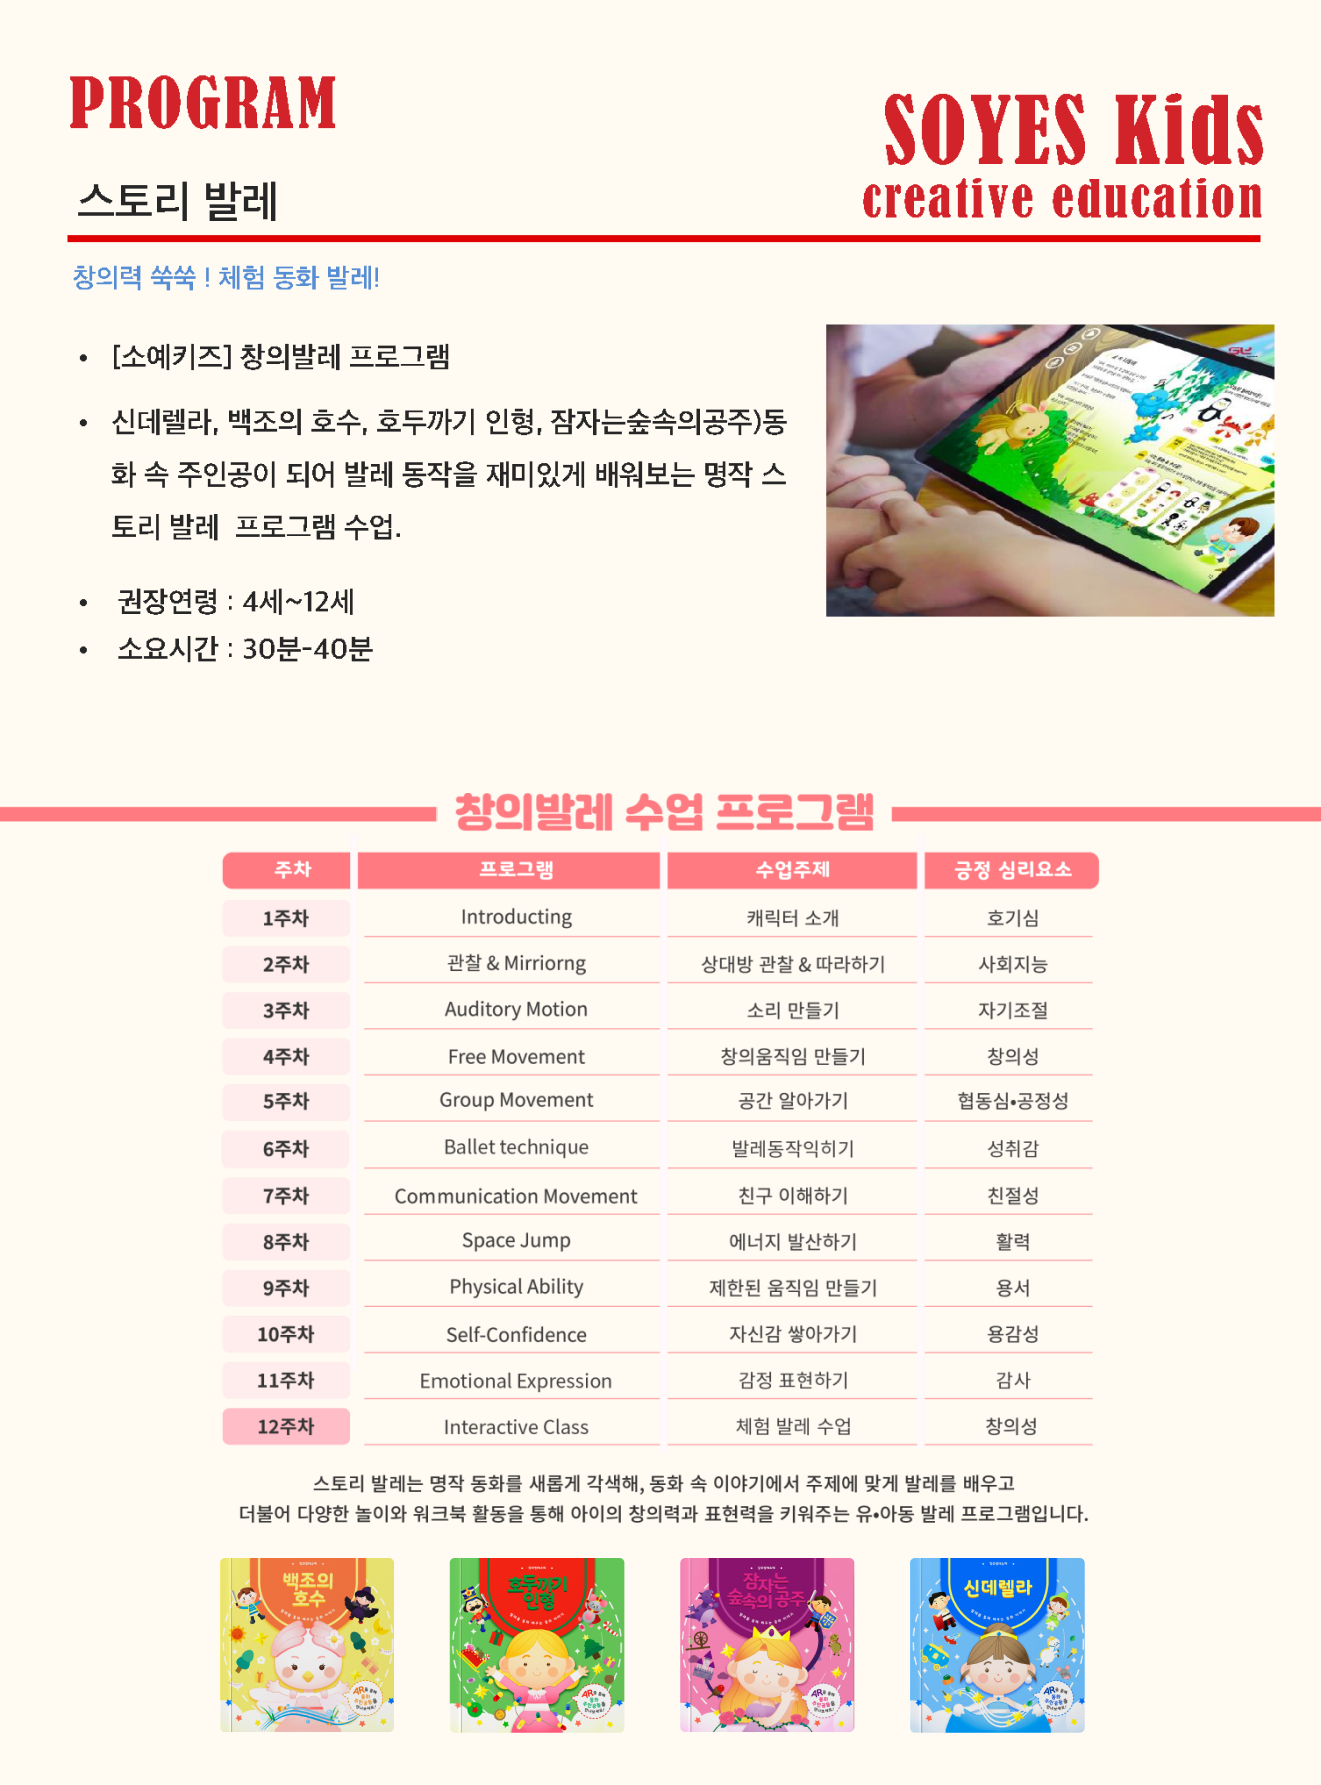 PROGRAM
SOYES Kids
creative education
스토리 발레
창의력 쑥쑥 ! 체험 동화 발레!
• [소예키즈] 창의발레 프로그램
• 신데렐라, 백조의 호수, 호두까기 인형, 잠자는숲속의공주)동
화 속 주인공이 되어 발레 동작을 재미있게 배워보는 명작 스
토리 발레 프로그램 수업.
• 권장연령 : 4세~12세
• 소요시간 : 30분-40분
창의발레 수업 프로그램
주차 프로그램 수업주제 긍정 심리요소
1주차 Introducting 캐릭터 소개 호기심
2주차 관찰 & Mirriorng 상대방 관찰 & 따라하기 사회지능
3주차 Auditory Motion 소리 만들기 자기조절
4주차 Free Movement 창의움직임 만들기 창의성
5주차 Group Movement 공간 알아가기 협동심•공정성
6주차 Ballet technique 발레동작익히기 성취감
7주차 Communication Movement 친구 이해하기 친절성
8주차 Space Jump 에너지 발산하기 활력
9주차 Physical Ability 제한된 움직임 만들기 용서
10주차 Self-Confidence 자신감 쌓아가기 용감성
11주차 Emotional Expression 감정 표현하기 감사
12주차 Interactive Class 체험 발레 수업 창의성
스토리 발레는 명작 동화를 새롭게 각색해, 동화 속 이야기에서 주제에 맞게 발레를 배우고
더불어 다양한 놀이와 워크북 활동을 통해 아이의 창의력과 표현력을 키워주는 유•아동 발레 프로그램입니다.
백조의
호수
호두까기
인형
잠자는
숲속의 공주
신데렐라